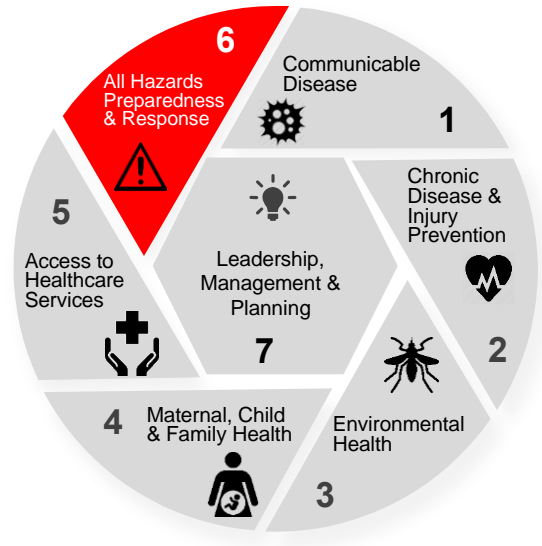 6
All Hazards
Preparedness
& Response
Communicable
Disease
1
Chronic
Disease &
Injury
Prevention
2
Environmental
Health
3
4
Maternal, Child
& Family Health
5
Access to
Healthcare
Services
Leadership,
Management &
Planning
7